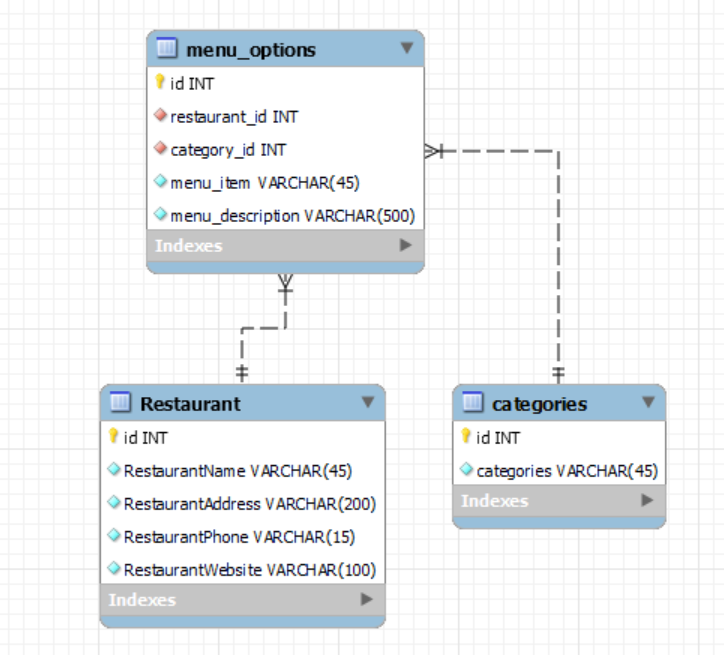 menu_options
id INT
restaurant_id INT
category_id INT
menu_item VARCHAR(45)
menu_description VARCHAR(500)
Indexes
Restaurant
id INT
RestaurantName VARCHAR(45)
RestaurantAddress VARCHAR(200)
RestaurantPhone VARCHAR(15)
RestaurantWebsite VARCHAR(100)
Indexes
categories
id INT
categories VARCHAR(45)
Indexes